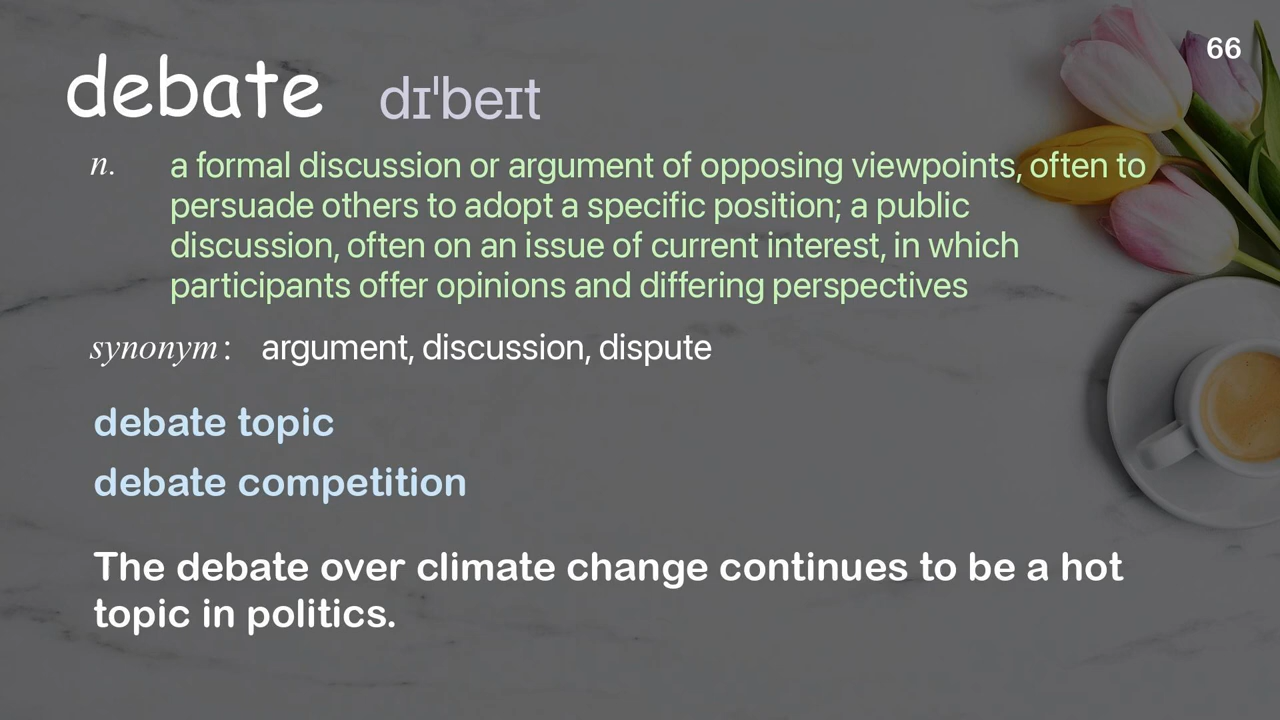 66
debate dɪˈbeɪt
n. a formal discussion or argument of opposing viewpoints, often to
persuade others to adopt a specific position; a public
discussion, often on an issue of current interest, in which
participants offer opinions and differing perspectives
synonym: argument, discussion, dispute
debate topic
debate competition
The debate over climate change continues to be a hot
topic in politics.